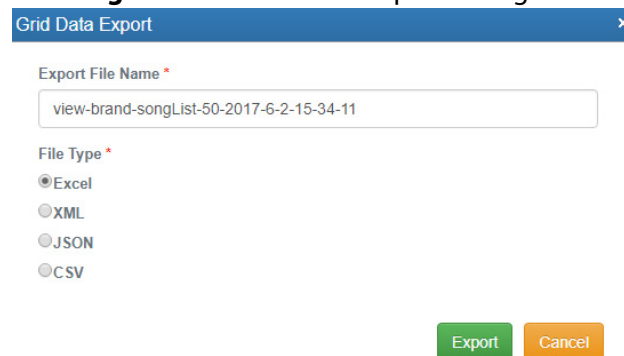 Grid Data Export ×
Export File Name *
view-brand-songList-50-2017-6-2-15-34-11
File Type *
Excel
XML
JSON
CSV
Export Cancel